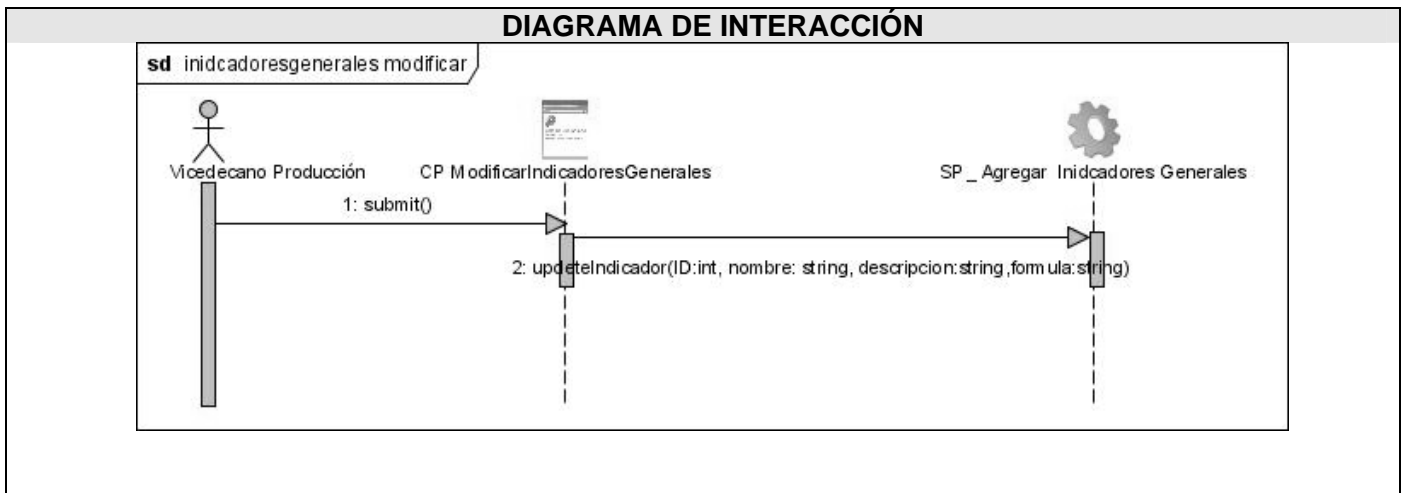 DIAGRAMA DE INTERACCIÓN
sd inidcadoresgenerales modificar
Vicedecano Producción
CP ModificarIndicadoresGenerales
SP_ Agregar Inidcadores Generales
1: submit()
2: updeteIndicador(ID:int, nombre: string, descripcion:string,formula:string)